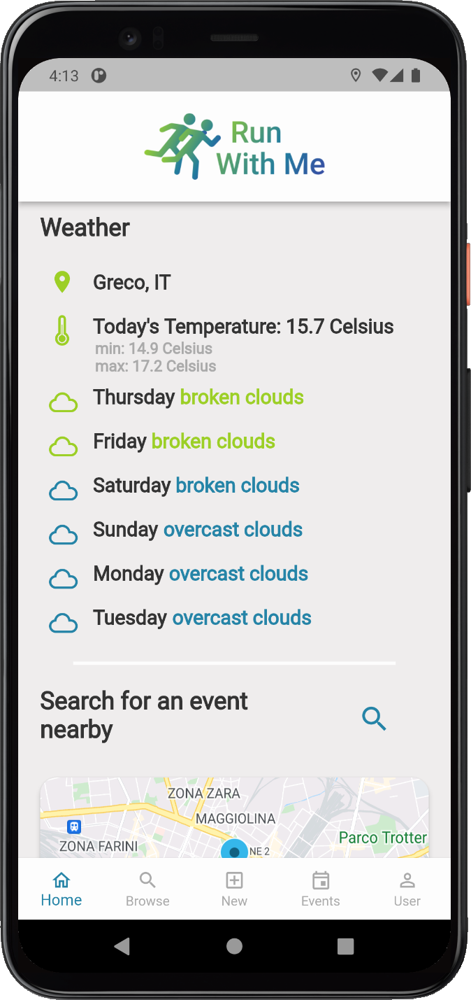 4:13
Run
With Me
Weather
Greco, IT
Today's Temperature: 15.7 Celsius
min: 14.9 Celsius
max: 17.2 Celsius
Thursday broken clouds
Friday broken clouds
Saturday broken clouds
Sunday overcast clouds
Monday overcast clouds
Tuesday overcast clouds
Search for an event
nearby
ZONA ZARA
MAGGIOLINA
Parco Trotter
ZONA FARINI
NE 2
Home
Browse
New
Events
User